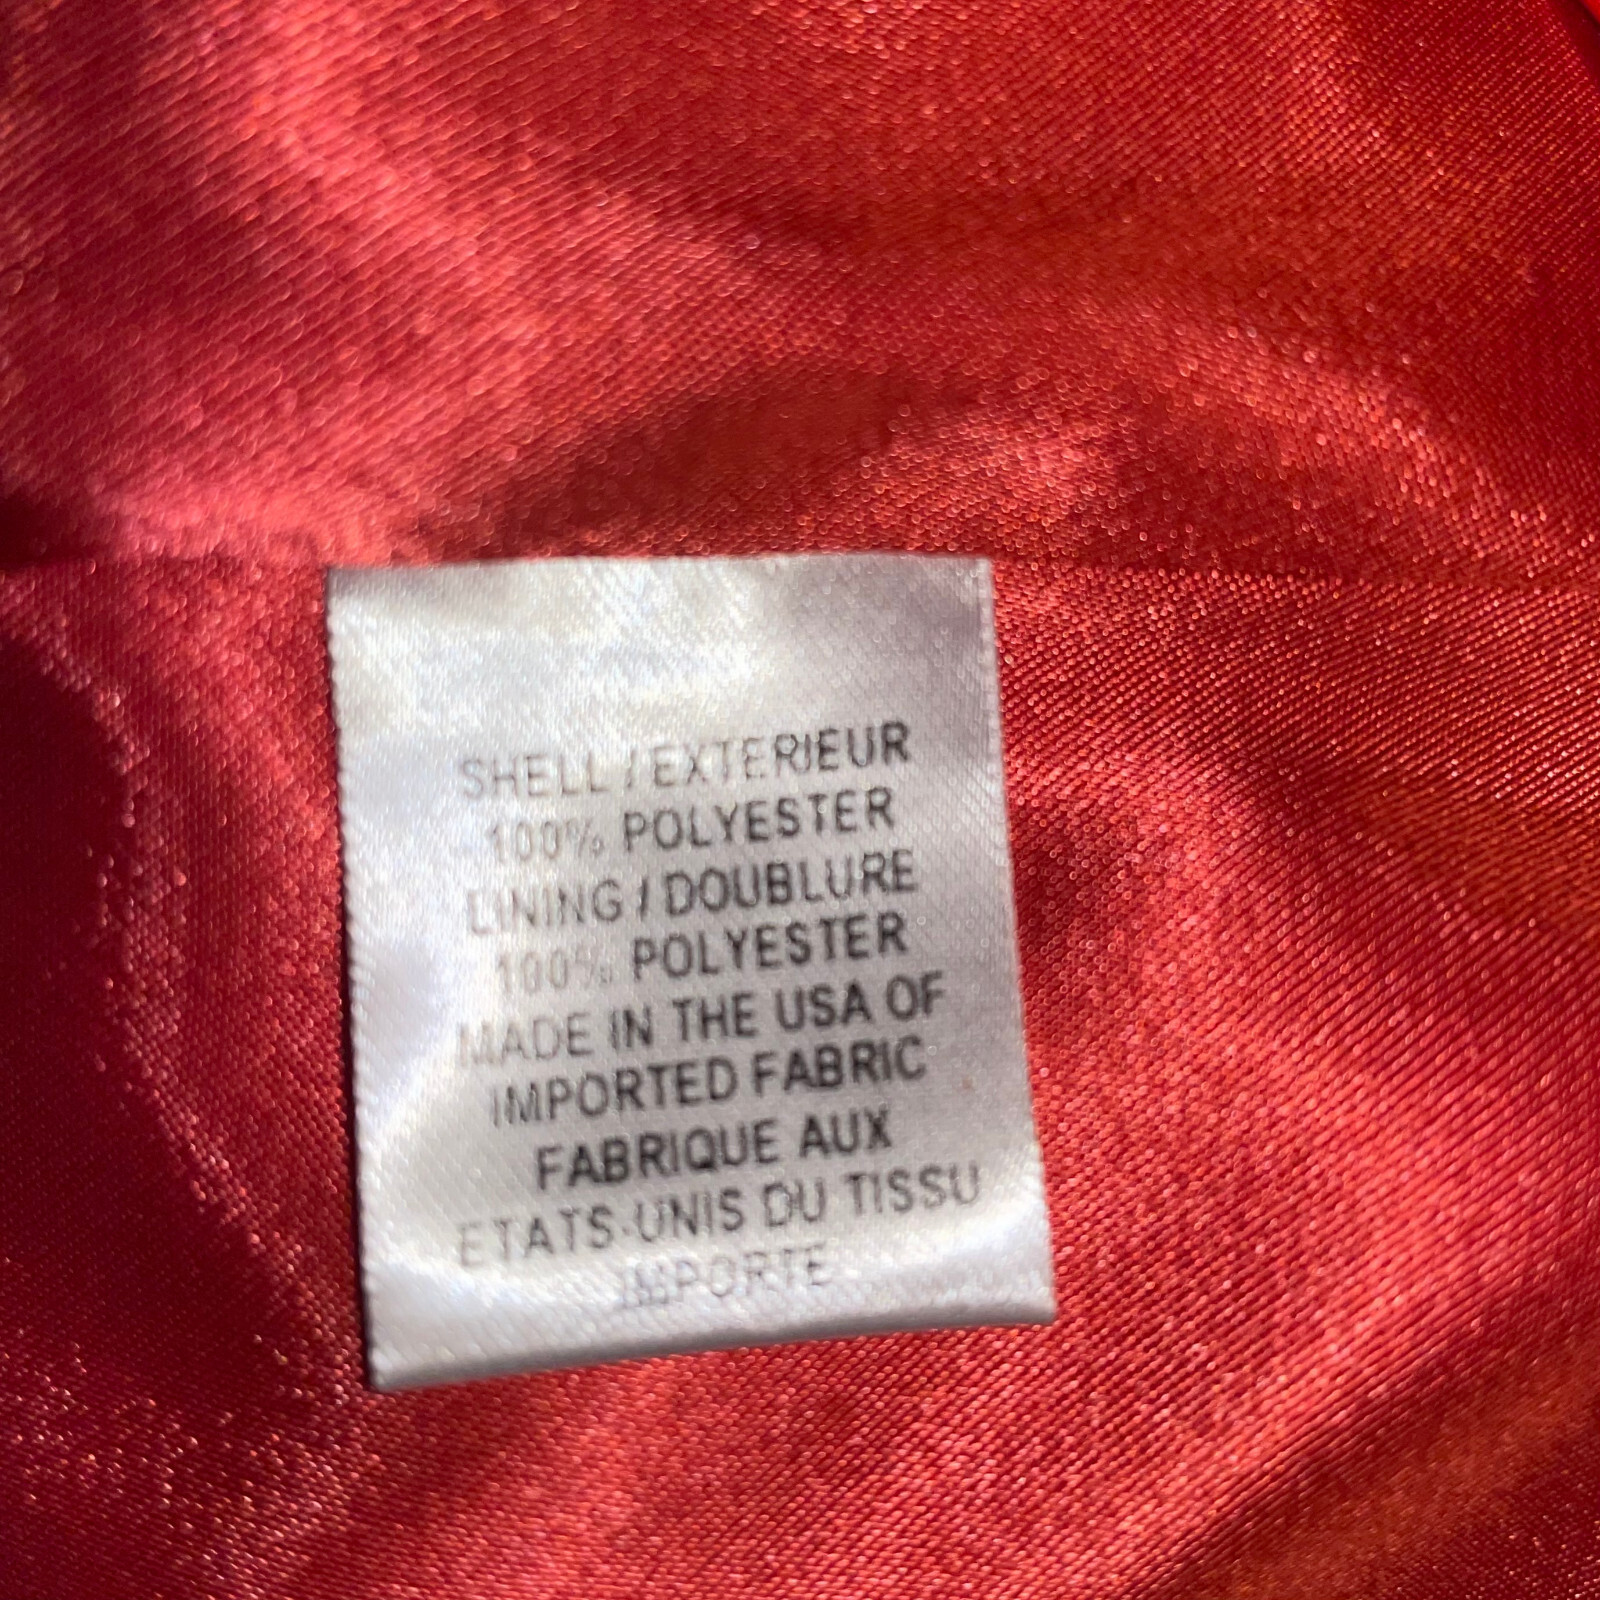 SHELL / EXTERIEUR
100% POLYESTER
LINING / DOUBLURE
100% POLYESTER
MADE IN THE USA OF
IMPORTED FABRIC
FABRIQUE AUX
ETATS-UNIS DU TISSU
IMPORTE